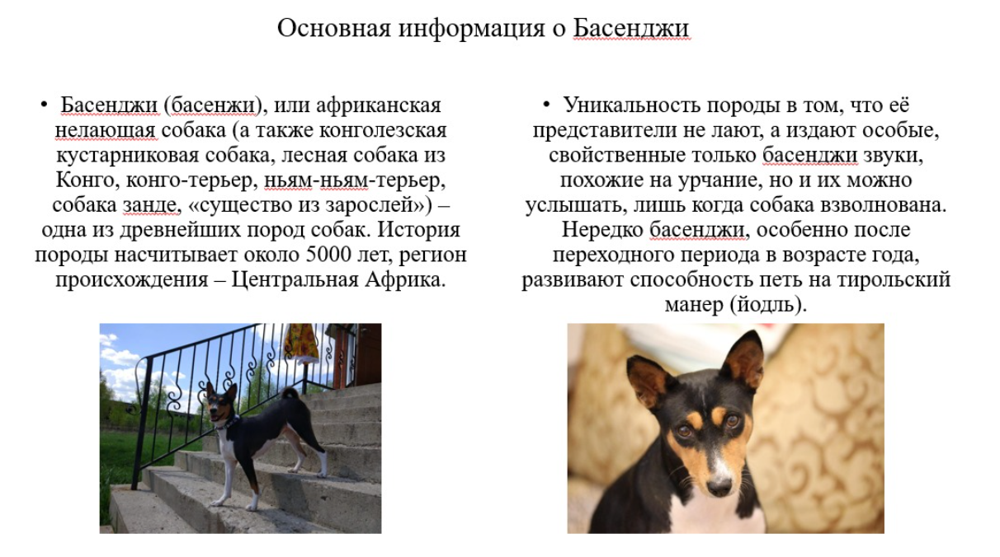 Основная информация о Басенджи
• Басенджи (басенжи), или африканская
нелающая собака (а также конголезская
кустарниковая собака, лесная собака из
Конго, конго-терьер, ньям-ньям-терьер,
собака занде, «существо из зарослей») –
одна из древнейших пород собак. История
породы насчитывает около 5000 лет, регион
происхождения – Центральная Африка.
• Уникальность породы в том, что её
представители не лают, а издают особые,
свойственные только басенджи звуки,
похожие на урчание, но и их можно
услышать, лишь когда собака взволнована.
Нередко басенджи, особенно после
переходного периода в возрасте года,
развивают способность петь на тирольский
манер (йодль).